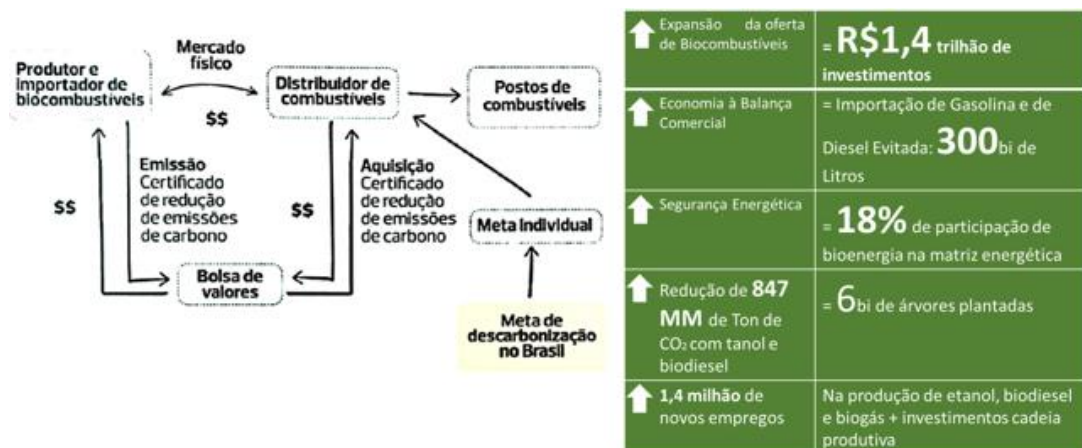 Mercado
físico
Produtor e
Importador de
biocombustíveis
$$
Distribuidor de
combustíveis
Postos de
combustíveis
Emissão
Certificado
de redução
de emissões
de carbono
$$
$$
Aquisição
Certificado
de redução
de emissões
de carbono
Meta individual
Bolsa de
valores
Meta de
descarbonização
no Brasil
Expansão da oferta
de Biocombustíveis
= R$1,4 trilhão de
investimentos
Economia à Balança
Comercial
= Importação de Gasolina e de
Diesel Evitada: 300bi de
Litros
Segurança Energética
= 18% de participação de
bioenergia na matriz energética
Redução de 847
MM de Ton de
CO₂ com tanol e
biodiesel
= 6bi de árvores plantadas
1,4 milhão de
novos empregos
Na produção de etanol, biodiesel
e biogás + investimentos cadeia
produtiva